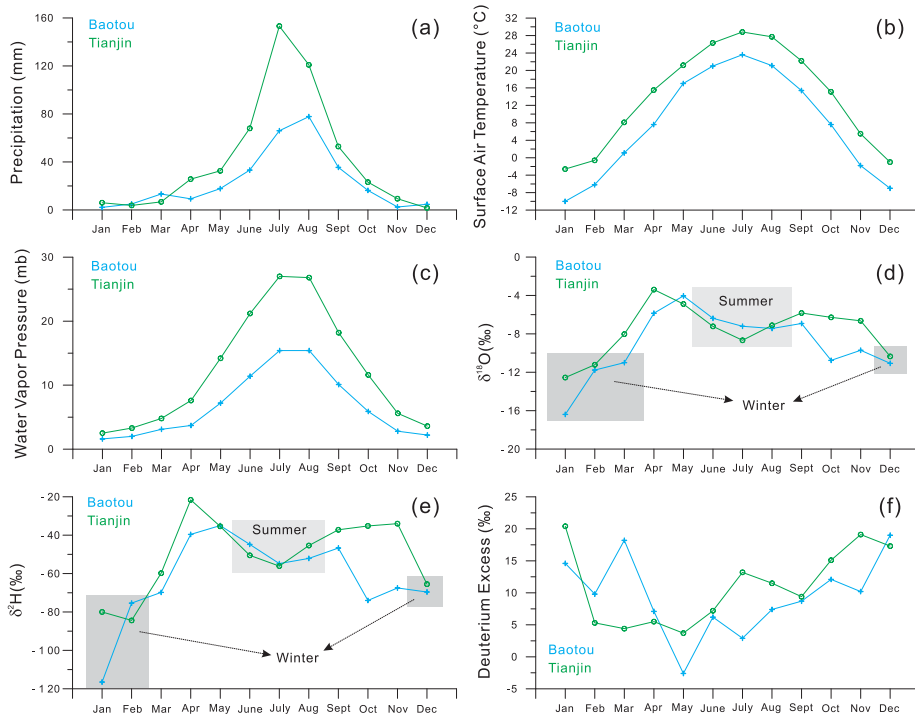 (a)
Baotou
Tianjin
Precipitation (mm)
160
120
80
40
0
Jan Feb Mar Apr May June July Aug Sept Oct Nov Dec
(b)
Baotou
Tianjin
Surface Air Temperature (°C)
32
28
24
20
16
12
8
4
0
-4
-8
-12
Jan Feb Mar Apr May June July Aug Sept Oct Nov Dec
(c)
Baotou
Tianjin
Water Vapor Pressure (mb)
30
20
10
0
Jan Feb Mar Apr May June July Aug Sept Oct Nov Dec
(d)
Baotou
Tianjin
Summer
Winter
δ¹⁸O(‰)
0
-4
-8
-12
-16
-20
Jan Feb Mar Apr May June July Aug Sept Oct Nov Dec
(e)
Baotou
Tianjin
Summer
Winter
δ²H(‰)
-20
-40
-60
-80
-100
-120
Jan Feb Mar Apr May June July Aug Sept Oct Nov Dec
(f)
Baotou
Tianjin
Deuterium Excess (‰)
25
20
15
10
5
0
-5
Jan Feb Mar Apr May June July Aug Sept Oct Nov Dec